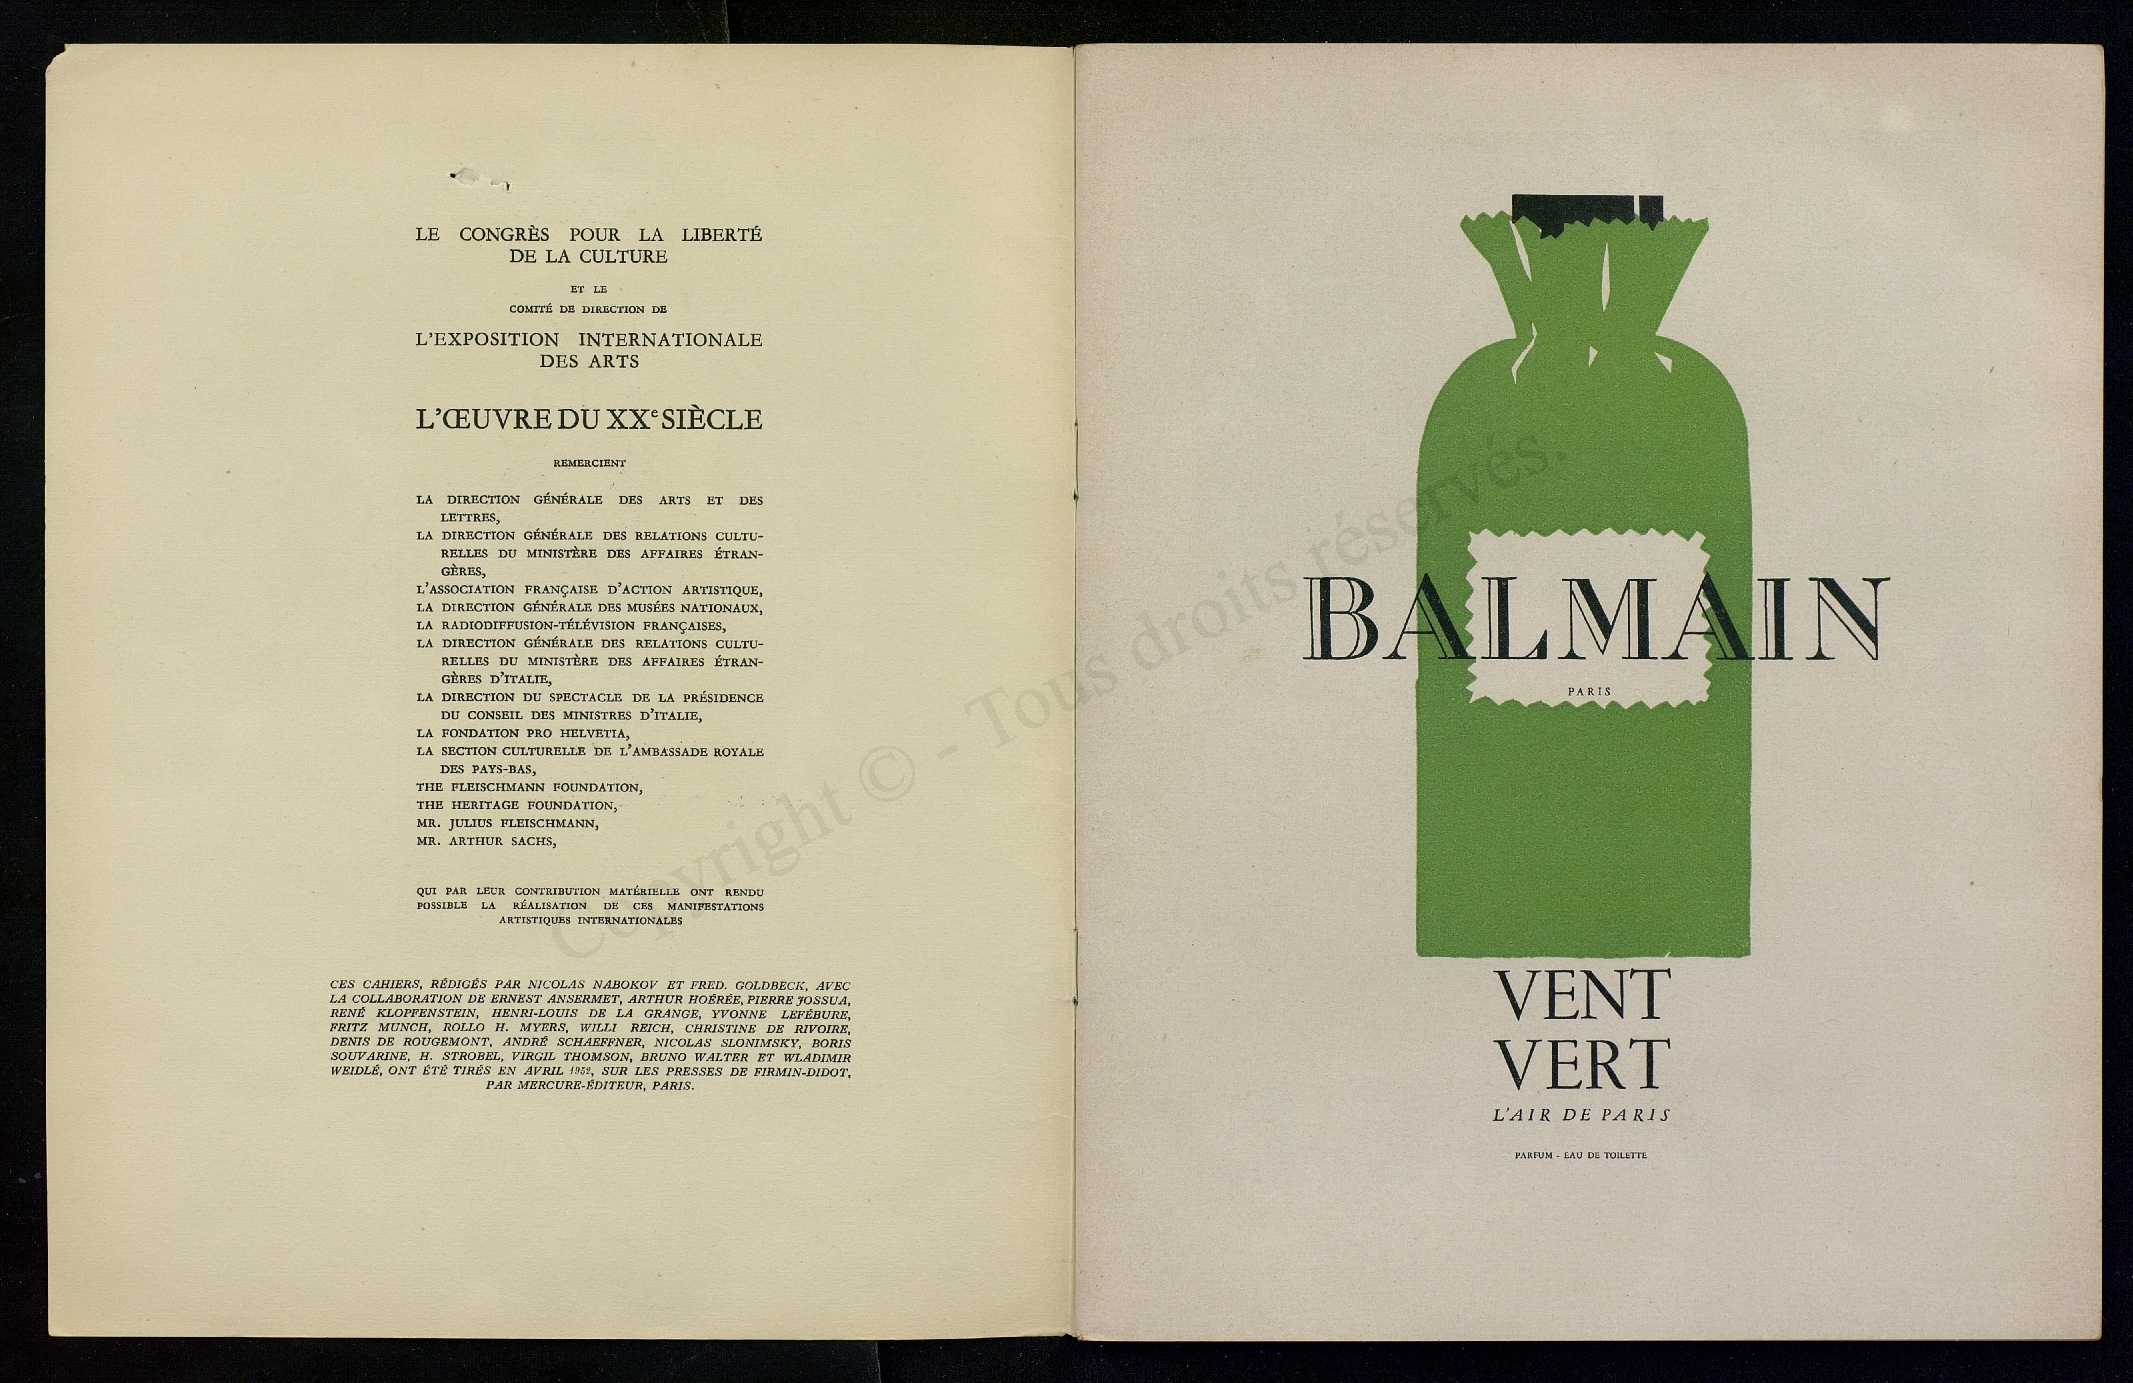 LE CONGRÈS POUR LA LIBERTÉ
DE LA CULTURE
ET LE
COMITÉ DE DIRECTION DE
L'EXPOSITION INTERNATIONALE
DES ARTS
L'ŒUVRE DU XXe SIÈCLE
REMERCIENT
LA DIRECTION GÉNÉRALE DES ARTS ET DES
LETTRES,
LA DIRECTION GÉNÉRALE DES RELATIONS CULTU-
RELLES DU MINISTÈRE DES AFFAIRES ÉTRAN-
GÈRES,
L'ASSOCIATION FRANÇAISE D'ACTION ARTISTIQUE,
LA DIRECTION GÉNÉRALE DES MUSÉES NATIONAUX,
LA RADIODIFFUSION-TÉLÉVISION FRANÇAISES,
LA DIRECTION GÉNÉRALE DES RELATIONS CULTU-
RELLES DU MINISTÈRE DES AFFAIRES ÉTRAN-
GÈRES D'ITALIE,
LA DIRECTION DU SPECTACLE DE LA PRÉSIDENCE
DU CONSEIL DES MINISTRES D'ITALIE,
LA FONDATION PRO HELVETIA,
LA SECTION CULTURELLE DE L'AMBASSADE ROYALE
DES PAYS-BAS,
THE FLEISCHMANN FOUNDATION,
THE HERITAGE FOUNDATION,
MR. JULIUS FLEISCHMANN,
MR. ARTHUR SACHS,
QUI PAR LEUR CONTRIBUTION MATÉRIELLE ONT RENDU
POSSIBLE LA RÉALISATION DE CES MANIFESTATIONS
ARTISTIQUES INTERNATIONALES
CES CAHIERS, RÉDIGÉS PAR NICOLAS NABOKOV ET FRED. GOLDBECK, AVEC
LA COLLABORATION DE ERNEST ANSERMET, ARTHUR HOÉRÉE, PIERRE JOSSUA,
RENÉ KLOPFENSTEIN, HENRI-LOUIS DE LA GRANGE, YVONNE LEFÉBURE,
FRITZ MUNCH, ROLLO H. MYERS, WILLI REICH, CHRISTINE DE RIVOIRE,
DENIS DE ROUGEMONT, ANDRÉ SCHAEFFNER, NICOLAS SLONIMSKY, BORIS
SOUVARINE, H. STROBEL, VIRGIL THOMSON, BRUNO WALTER ET WLADIMIR
WEIDLÉ, ONT ÉTÉ TIRÉS EN AVRIL 1952, SUR LES PRESSES DE FIRMIN-DIDOT,
PAR MERCURE-ÉDITEUR, PARIS.
BALMAIN
PARIS
VENT
VERT
L'AIR DE PARIS
PARFUM - EAU DE TOILETTE
Copyright © - Tous droits réservés.